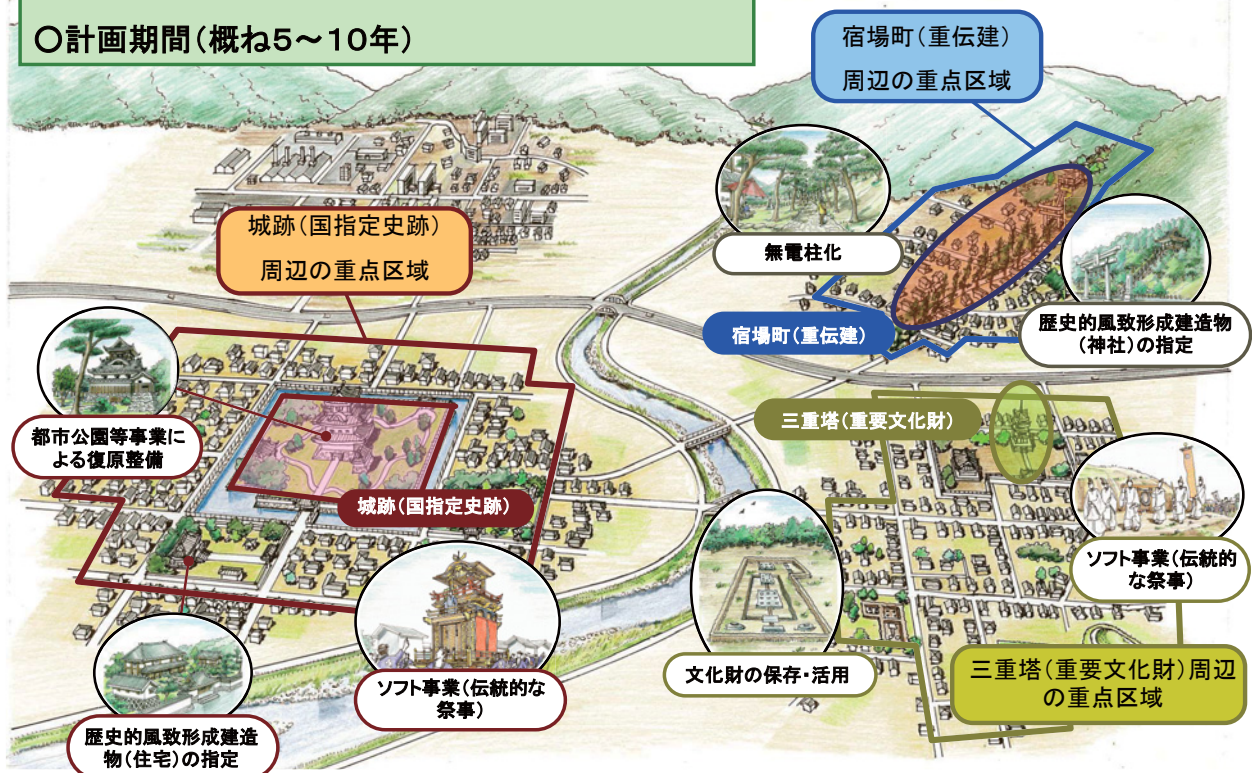 〇計画期間(概ね5～10年)
宿場町(重伝建)
周辺の重点区域
城跡(国指定史跡)
周辺の重点区域
無電柱化
歴史的風致形成建造物
(神社)の指定
宿場町(重伝建)
三重塔(重要文化財)
都市公園等事業に
よる復原整備
城跡(国指定史跡)
ソフト事業(伝統的
な祭事)
文化財の保存・活用
三重塔(重要文化財)周辺
の重点区域
ソフト事業(伝統的な
祭事)
歴史的風致形成建造
物(住宅)の指定